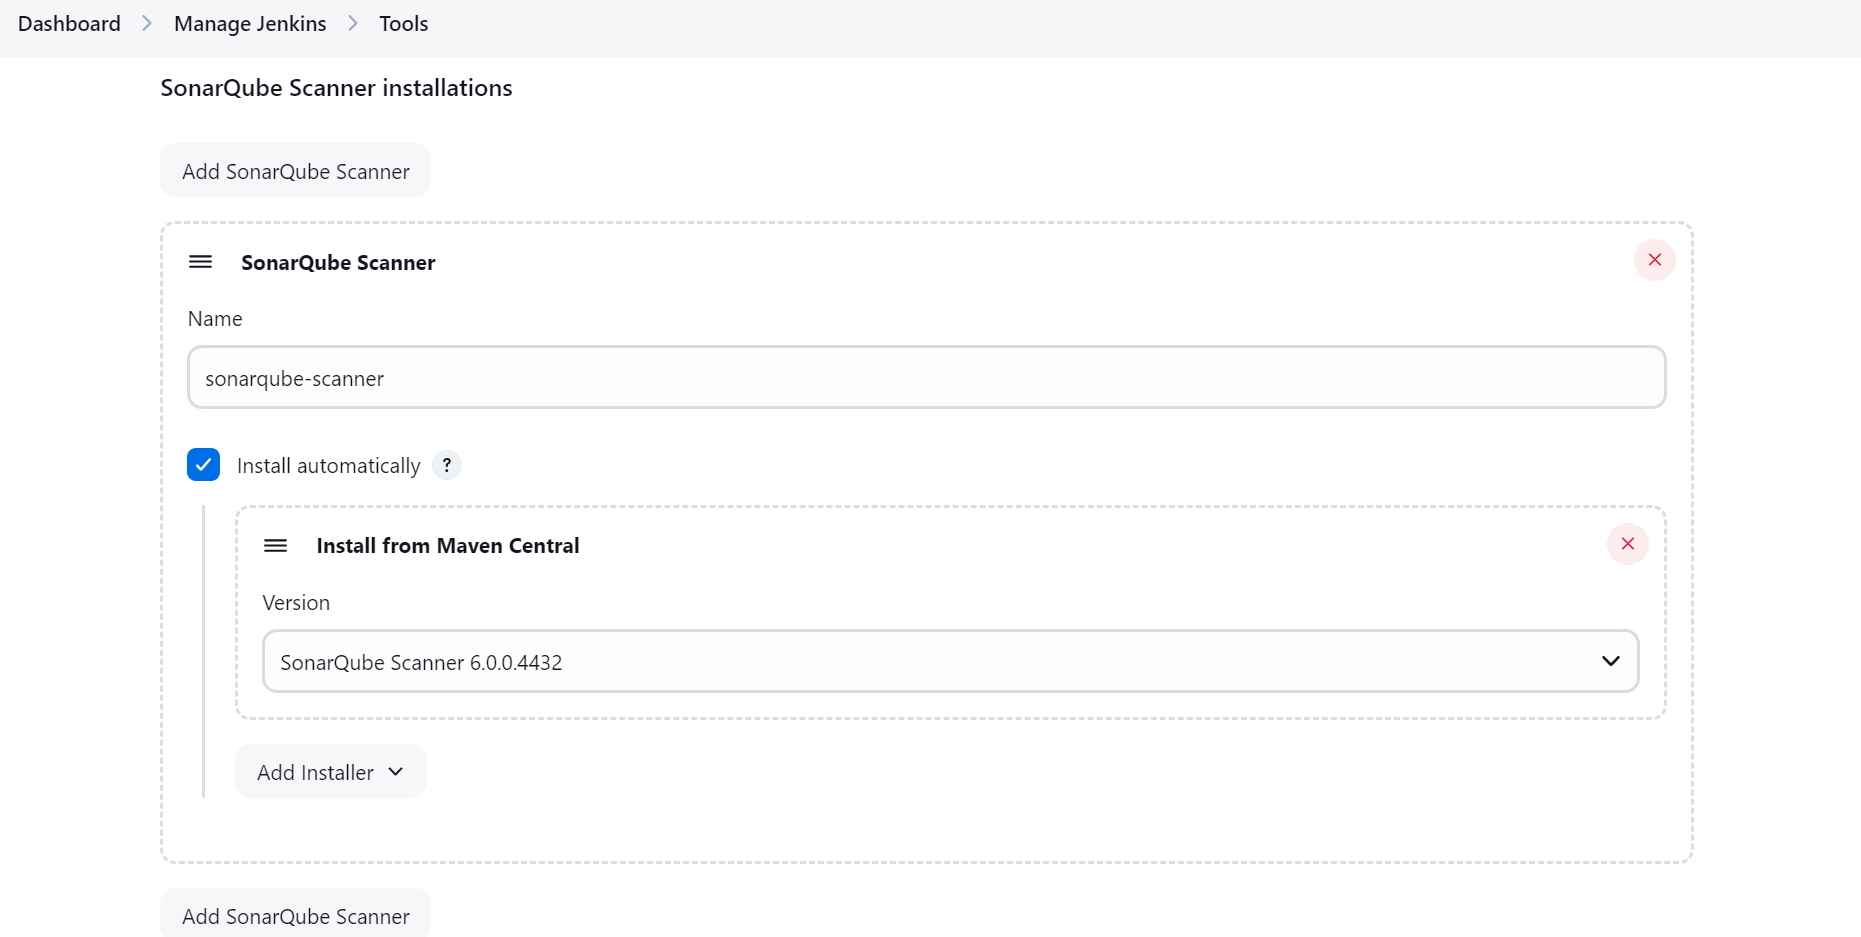 Dashboard > Manage Jenkins > Tools
SonarQube Scanner installations
Add SonarQube Scanner
SonarQube Scanner
Name
sonarqube-scanner
Install automatically ?
Install from Maven Central
Version
SonarQube Scanner 6.0.0.4432
Add Installer
Add SonarQube Scanner